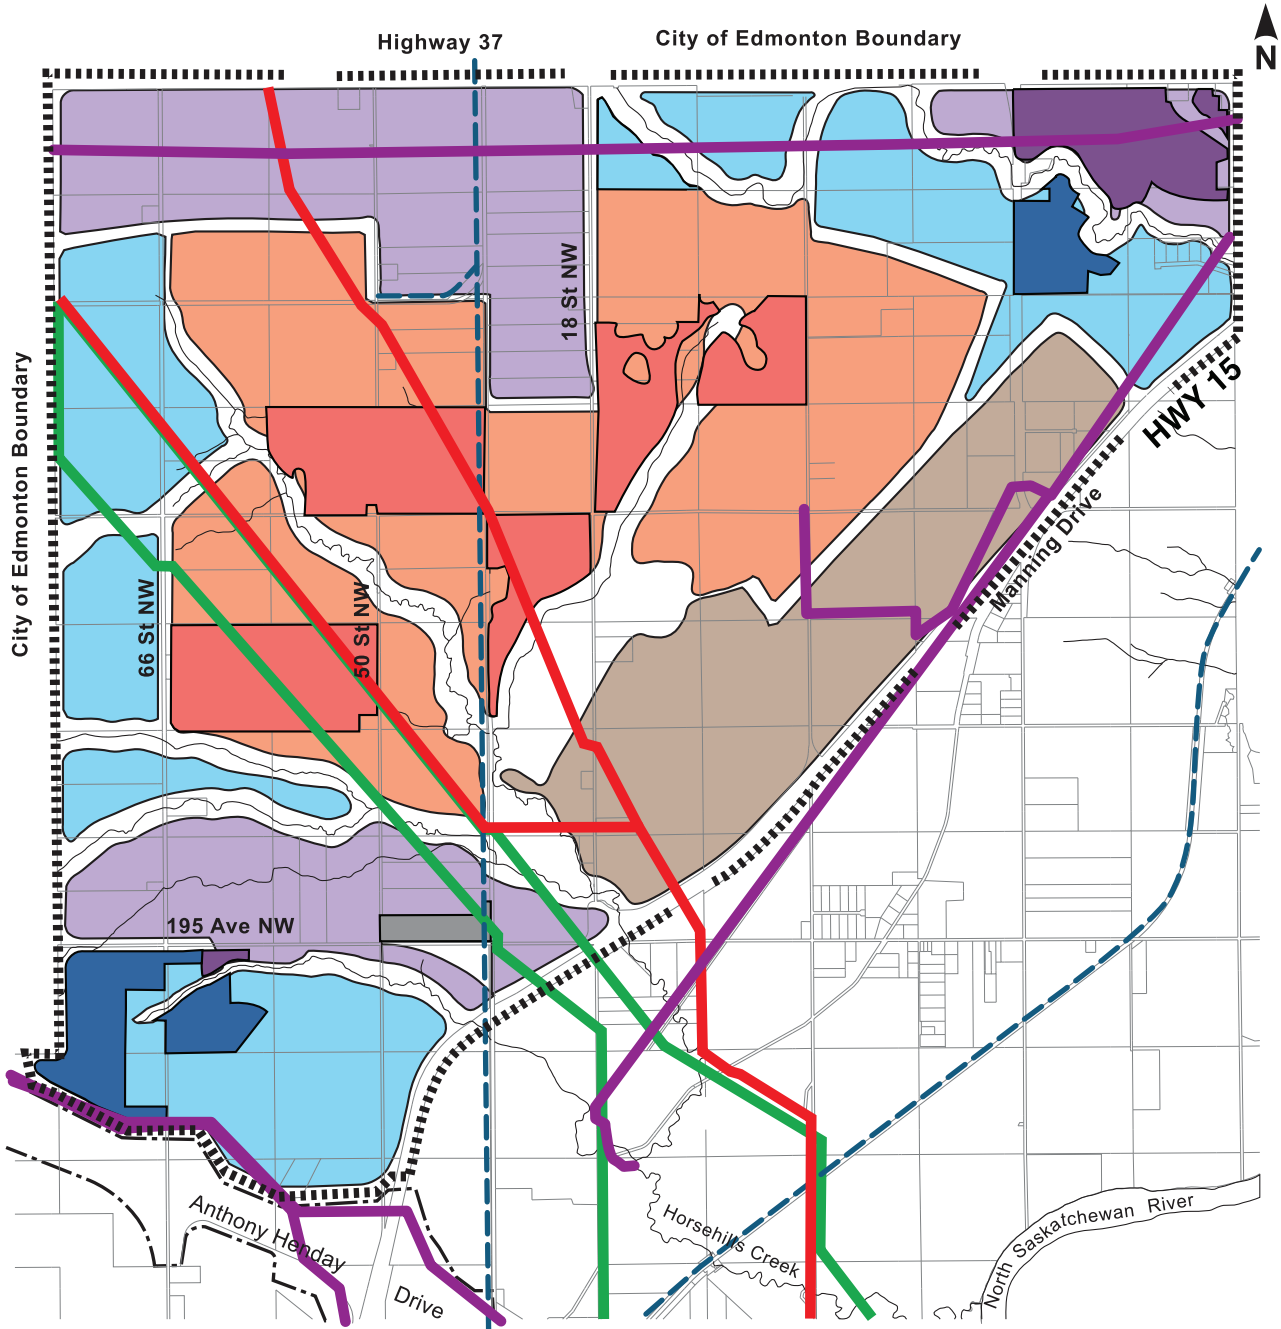 Highway 37
City of Edmonton Boundary
N
18 St NW
City of Edmonton Boundary
HWY 15
Manning Drive
66 St NW
50 St NW
195 Ave NW
Anthony Henday
Drive
Horsehills Creek
North Saskatchewan River